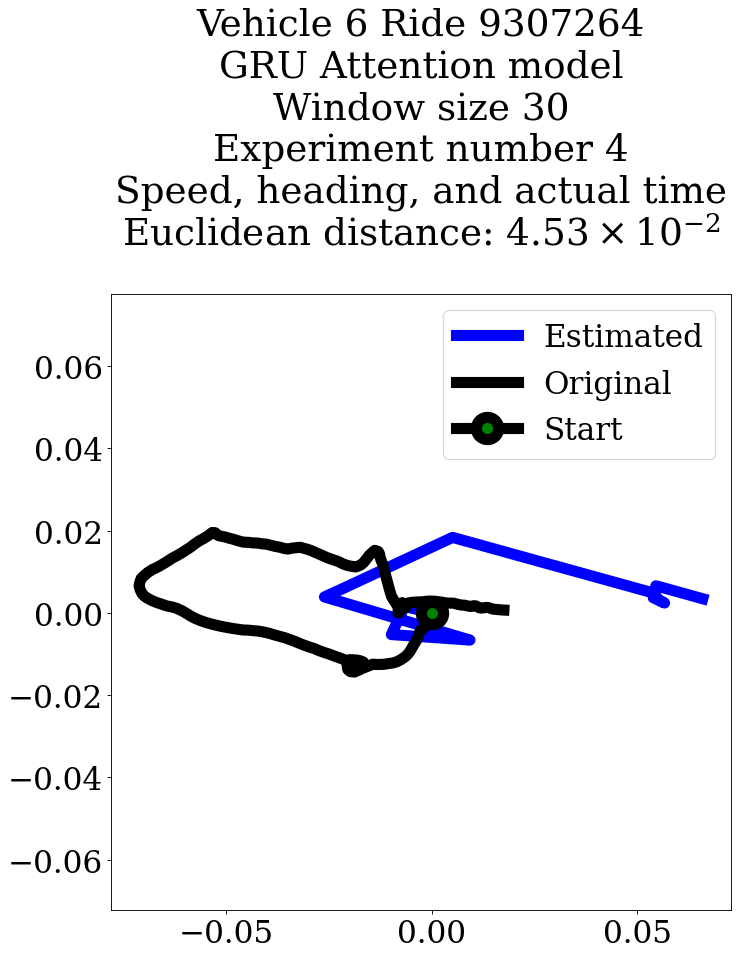 Vehicle 6 Ride 9307264
GRU Attention model
Window size 30
Experiment number 4
Speed, heading, and actual time
Euclidean distance: 4.53 × 10⁻²
Estimated
Original
Start
0.06
0.04
0.02
0.00
−0.02
−0.04
−0.06
−0.05 0.00 0.05